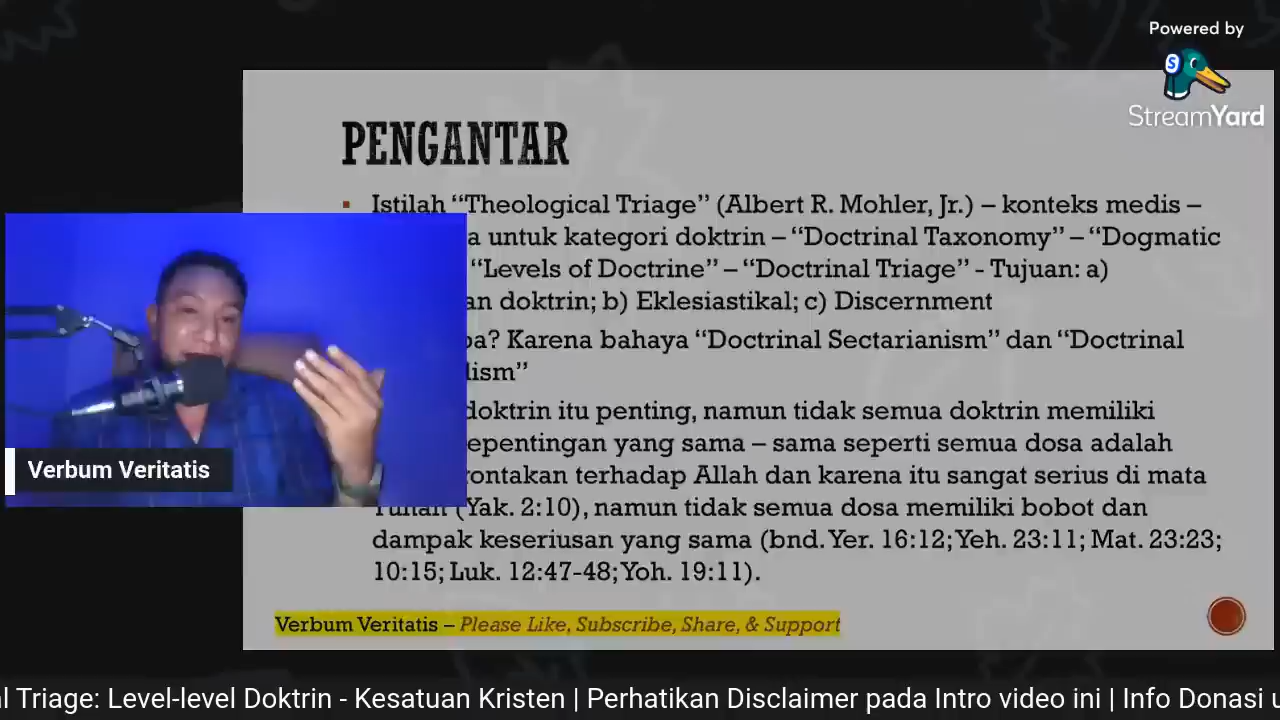 Powered by
StreamYard
PENGANTAR
Istilah “Theological Triage” (Albert R. Mohler, Jr.) – konteks medis –
untuk kategori doktrin – “Doctrinal Taxonomy” – “Dogmatic
“Levels of Doctrine” – “Doctrinal Triage” - Tujuan: a)
doktrin; b) Eklesiastikal; c) Discernment
Karena bahaya “Doctrinal Sectarianism” dan “Doctrinal
doktrin itu penting, namun tidak semua doktrin memiliki
yang sama – sama seperti semua dosa adalah
terhadap Allah dan karena itu sangat serius di mata
Tuhan (Yak. 2:10), namun tidak semua dosa memiliki bobot dan
dampak keseriusan yang sama (bnd. Yer. 16:12; Yeh. 23:11; Mat. 23:23;
10:15; Luk. 12:47-48; Yoh. 19:11).
Verbum Veritatis
Verbum Veritatis – Please Like, Subscribe, Share, & Support
Triage: Level-level Doktrin - Kesatuan Kristen | Perhatikan Disclaimer pada Intro video ini | Info Donasi